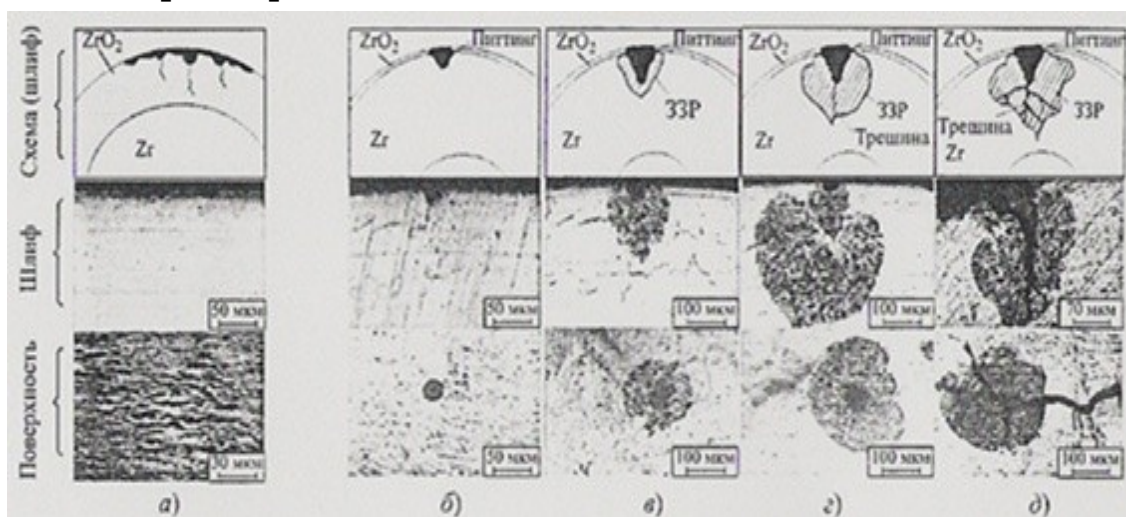 Схема (шлиф)
ZrO₂
Zr
ZrO₂
Питтинг
Zr
ZrO₂
Питтинг
ЗЗР
Zr
ZrO₂
Питтинг
ЗЗР
Трещина
Zr
ZrO₂
Питтинг
Трещина
ЗЗР
Zr
Шлиф
50 мкм
50 мкм
100 мкм
100 мкм
70 мкм
Поверхность
30 мкм
50 мкм
100 мкм
100 мкм
100 мкм
а)
б)
в)
г)
д)